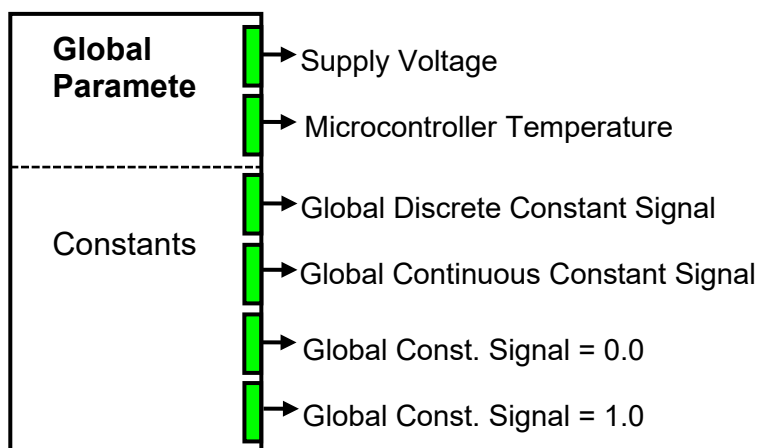 Global
Paramete
Supply Voltage
Microcontroller Temperature
Constants
Global Discrete Constant Signal
Global Continuous Constant Signal
Global Const. Signal = 0.0
Global Const. Signal = 1.0